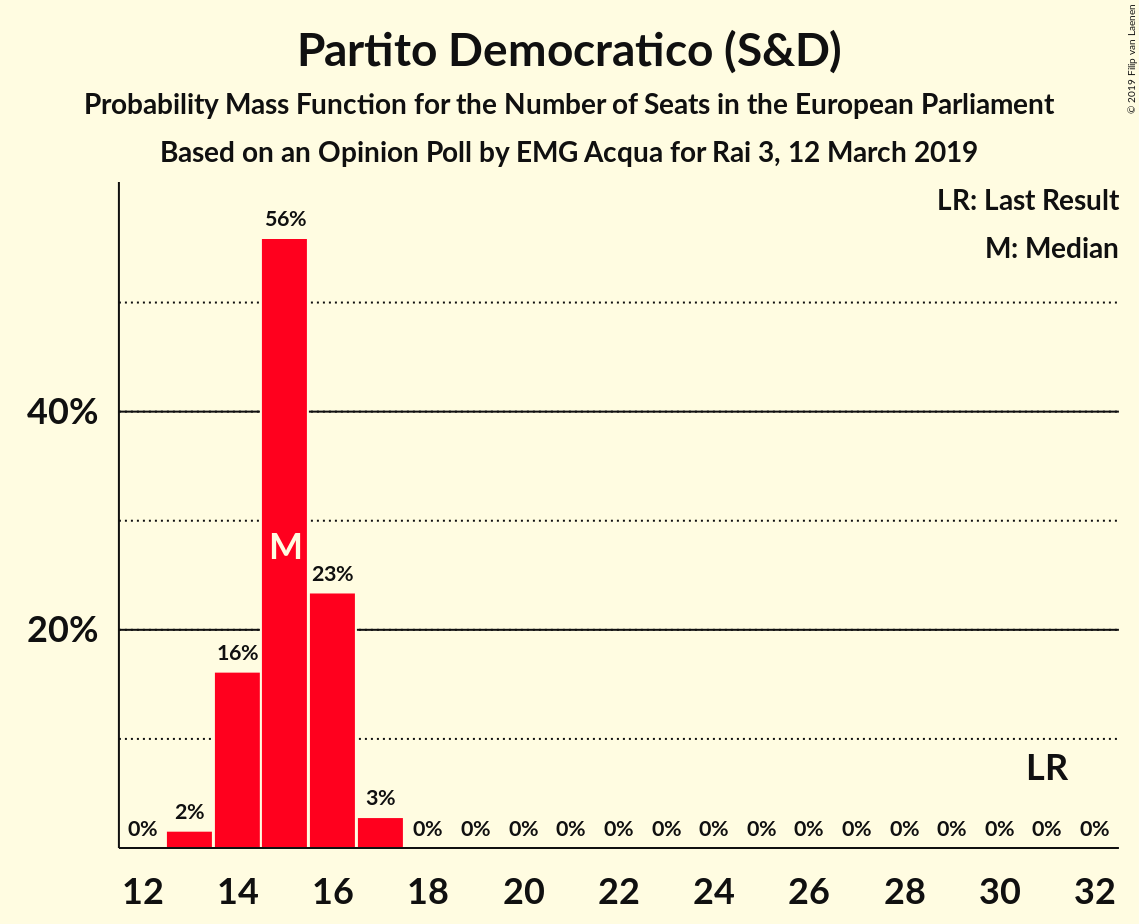 Partito Democratico (S&D)
Probability Mass Function for the Number of Seats in the European Parliament
Based on an Opinion Poll by EMG Acqua for Rai 3, 12 March 2019
© 2019 Filip van Laenen
LR: Last Result
M: Median
56%
40%
M
23%
20%
16%
LR
3%
2%
0% 0% 0% 0% 0% 0% 0% 0% 0% 0% 0% 0% 0% 0% 0% 0%
12 14 16 18 20 22 24 26 28 30 32